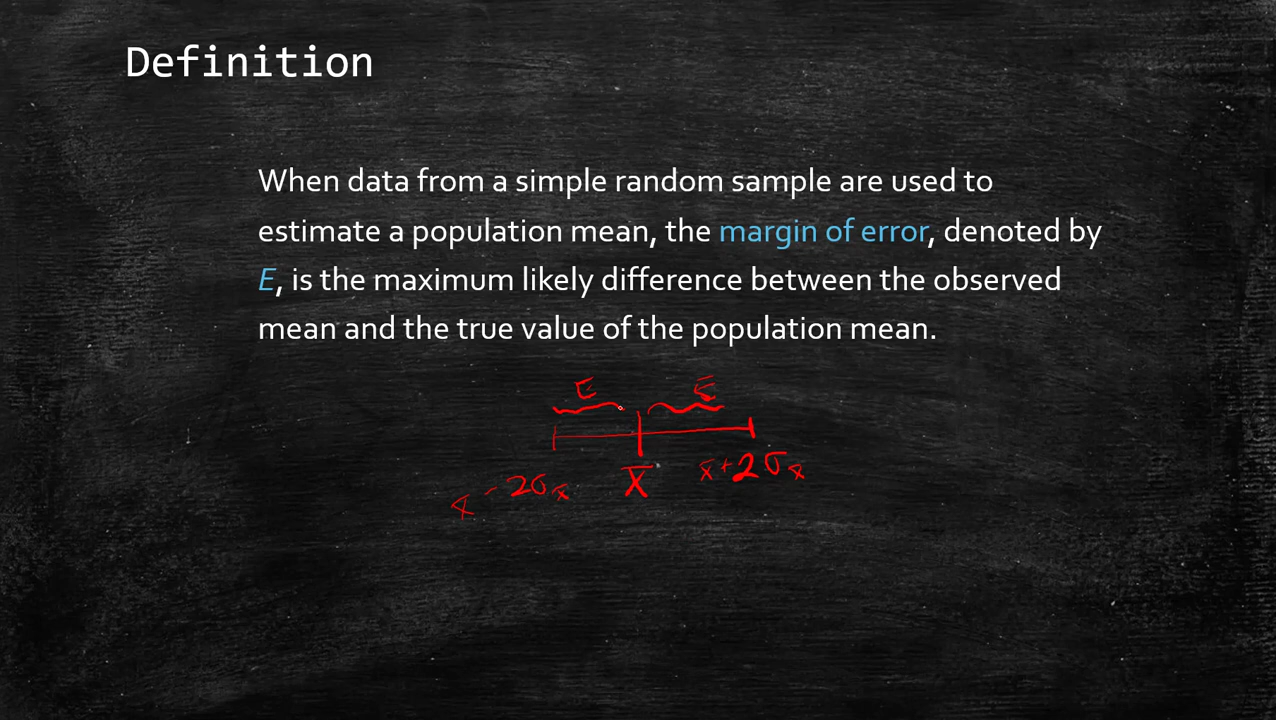 Definition
When data from a simple random sample are used to
estimate a population mean, the margin of error, denoted by
E, is the maximum likely difference between the observed
mean and the true value of the population mean.
E E
x̄ - 2σx̄ x̄ x̄ + 2σx̄